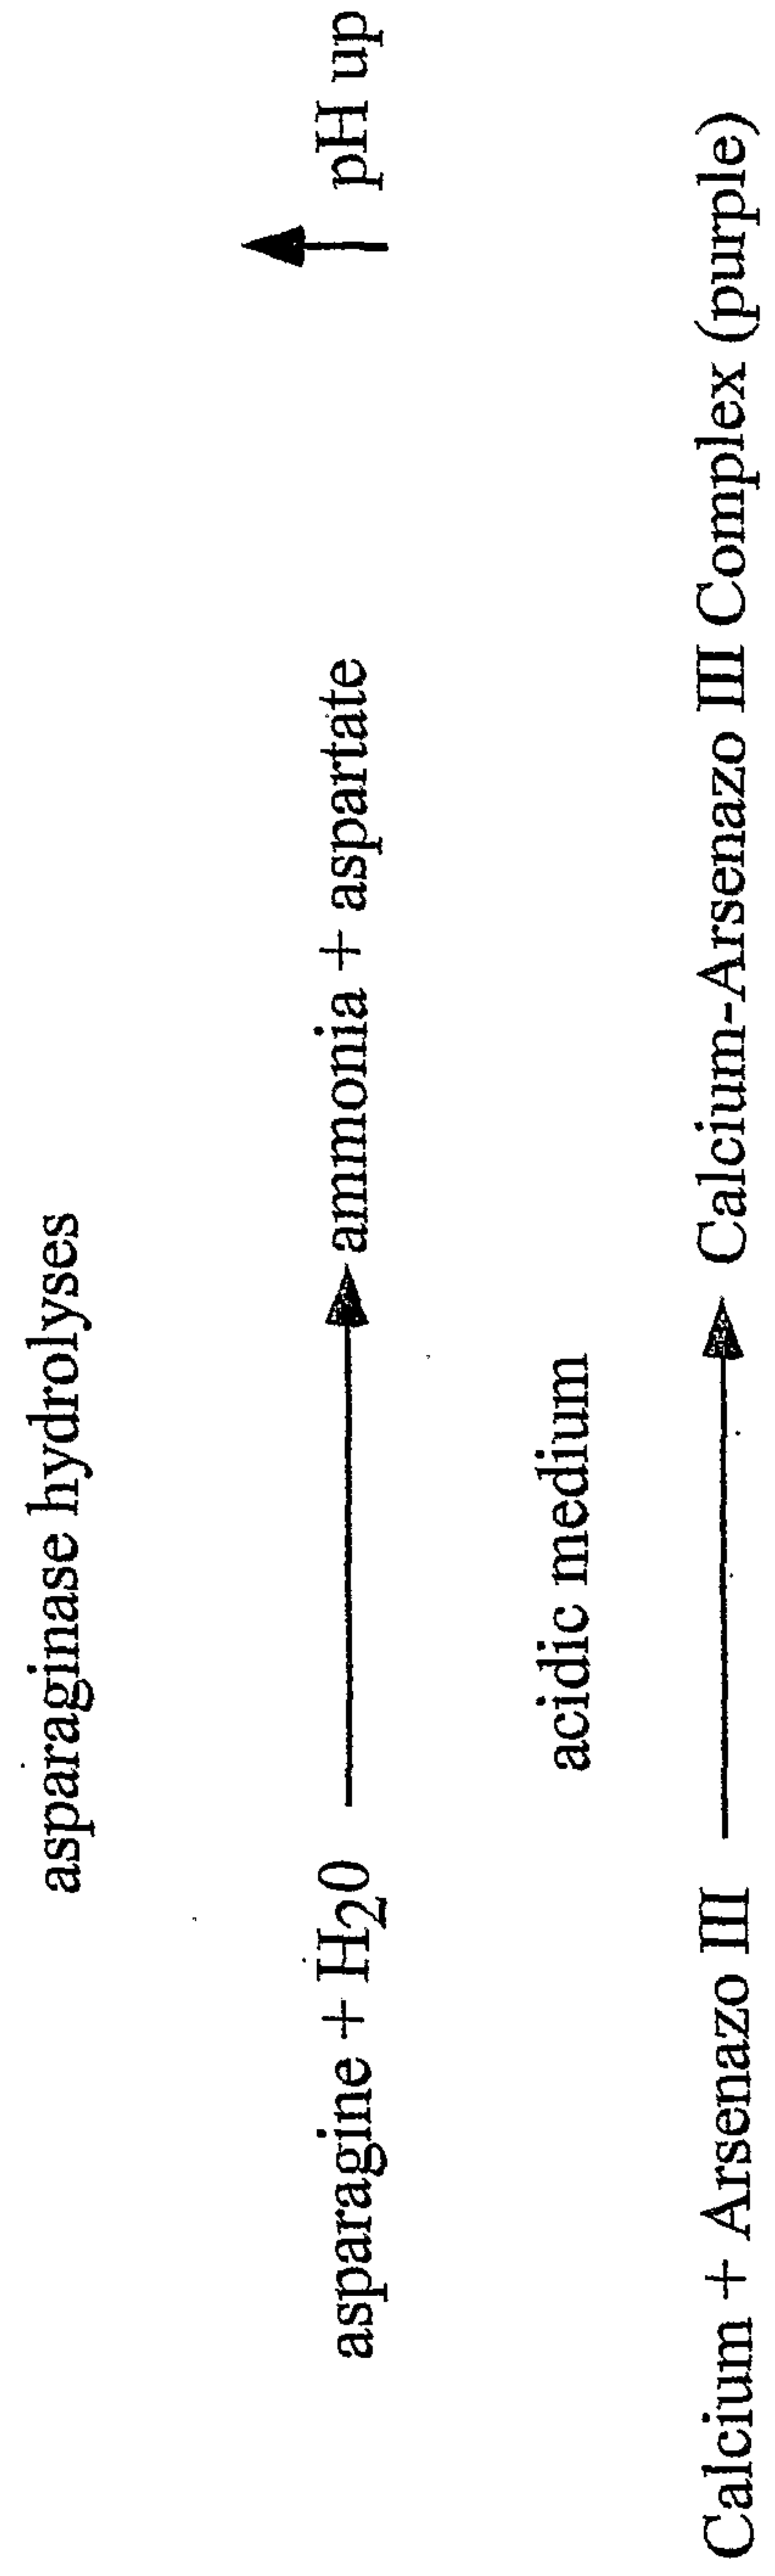 asparaginase hydrolyses
asparagine + H20 ammonia + aspartate pH up
acidic medium
Calcium + Arsenazo III Calcium-Arsenazo III Complex (purple)